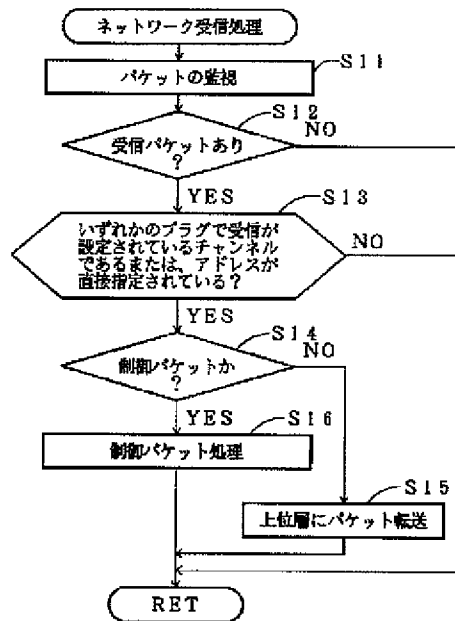 ネットワーク受信処理
S11
パケットの監視
S12
受信パケットあり
?
NO
YES
S13
いずれかのプラグで受信が
設定されているチャンネル
であるまたは、アドレスが
直接指定されている?
NO
YES
S14
制御パケットか
?
NO
YES
S16
制御パケット処理
S15
上位層にパケット転送
RET